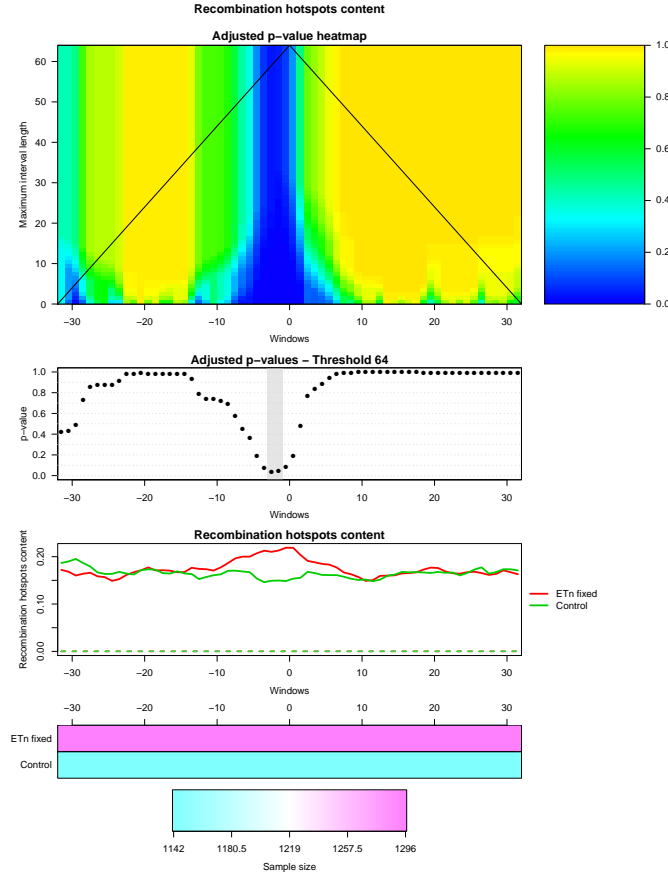 Recombination hotspots content
Adjusted p−value heatmap
Maximum interval length
0 10 20 30 40 50 60
−30 −20 −10 0 10 20 30
Windows
0.0 0.2 0.4 0.6 0.8 1.0
Adjusted p−values − Threshold 64
p−value
0.0 0.2 0.4 0.6 0.8 1.0
−30 −20 −10 0 10 20 30
Windows
Recombination hotspots content
Recombination hotspots content
0.00 0.10 0.20
−30 −20 −10 0 10 20 30
Windows
ETn fixed
Control
−30 −20 −10 0 10 20 30
ETn fixed
Control
1142 1180.5 1219 1257.5 1296
Sample size